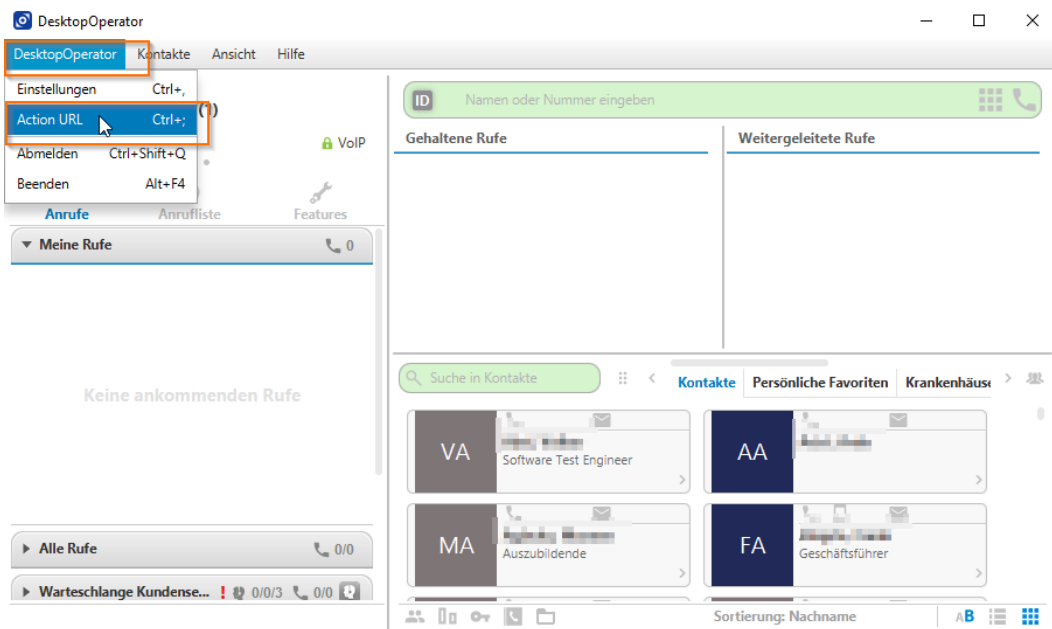 DesktopOperator
DesktopOperator Kontakte Ansicht Hilfe
Einstellungen Ctrl+,
Action URL Ctrl+;
Abmelden Ctrl+Shift+Q
Beenden Alt+F4
VoIP
Anrufe Anrufliste Features
Meine Rufe 0
Keine ankommenden Rufe
Alle Rufe 0/0
Warteschlange Kundense... ! 0/0/3 0/0
ID Namen oder Nummer eingeben
Gehaltene Rufe Weitergeleitete Rufe
Suche in Kontakte
Kontakte Persönliche Favoriten Krankenhäuse
VA
Software Test Engineer
AA
MA
Auszubildende
FA
Geschäftsführer
Sortierung: Nachname AB